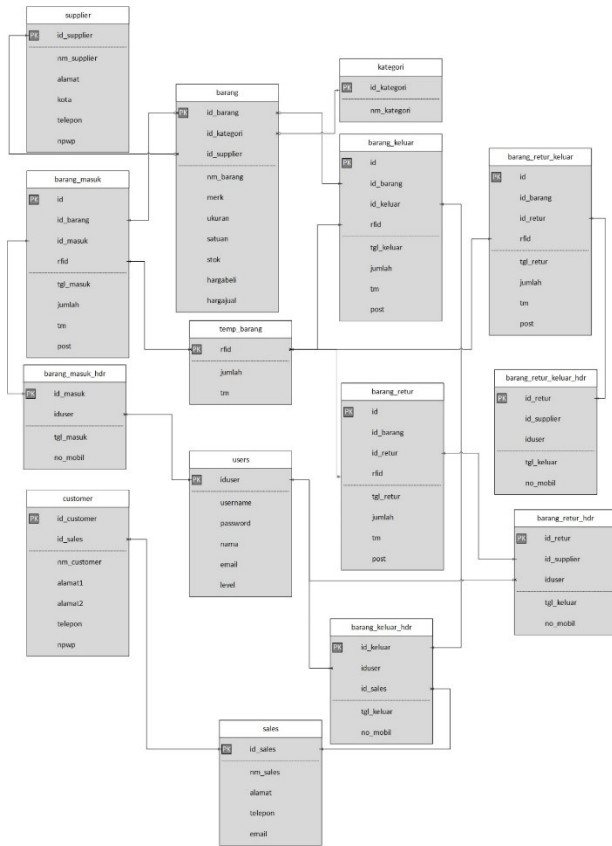 supplier
PK id_supplier
nm_supplier
alamat
kota
telepon
npwp
barang
PK id_barang
id_kategori
id_supplier
nm_barang
merk
ukuran
satuan
stok
hargabeli
hargajual
kategori
PK id_kategori
nm_kategori
barang_keluar
PK id
id_barang
id_keluar
rfid
tgl_keluar
jumlah
tm
post
barang_retur_keluar
PK id
id_barang
id_retur
rfid
tgl_retur
jumlah
tm
post
barang_masuk
PK id
id_barang
id_masuk
rfid
tgl_masuk
jumlah
tm
post
temp_barang
PK rfid
jumlah
tm
barang_masuk_hdr
PK id_masuk
iduser
tgl_masuk
no_mobil
barang_retur
PK id
id_barang
id_retur
rfid
tgl_retur
jumlah
tm
post
barang_retur_keluar_hdr
PK id_retur
id_supplier
iduser
tgl_keluar
no_mobil
users
PK iduser
username
password
nama
email
level
customer
PK id_customer
id_sales
nm_customer
alamat1
alamat2
telepon
npwp
barang_retur_hdr
PK id_retur
id_supplier
iduser
tgl_keluar
no_mobil
barang_keluar_hdr
PK id_keluar
iduser
id_sales
tgl_keluar
no_mobil
sales
PK id_sales
nm_sales
alamat
telepon
email